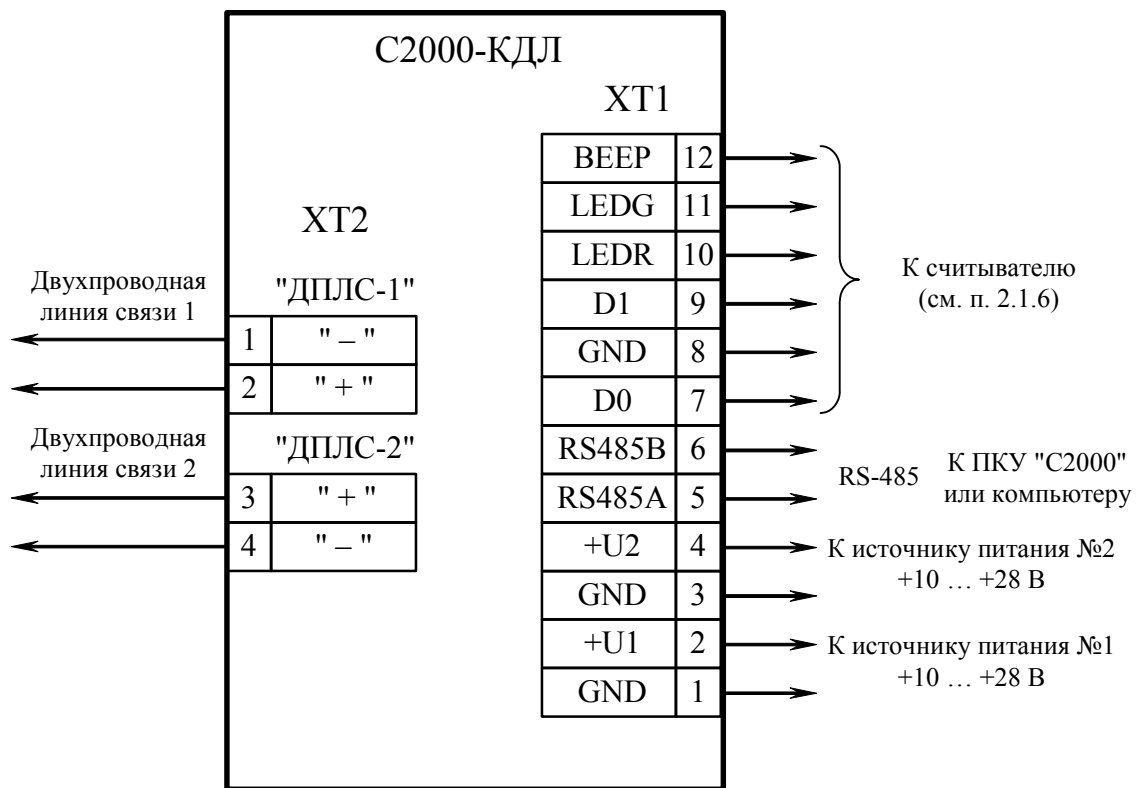 С2000-КДЛ
XT1
BEEP 12
LEDG 11
LEDR 10
D1 9
GND 8
D0 7
RS485B 6
RS485A 5
+U2 4
GND 3
+U1 2
GND 1
К считывателю
(см. п. 2.1.6)
RS-485
К ПКУ "С2000"
или компьютеру
К источнику питания №2
+10 … +28 В
К источнику питания №1
+10 … +28 В
XT2
"ДПЛС-1"
1 " – "
2 " + "
"ДПЛС-2"
3 " + "
4 " – "
Двухпроводная
линия связи 1
Двухпроводная
линия связи 2